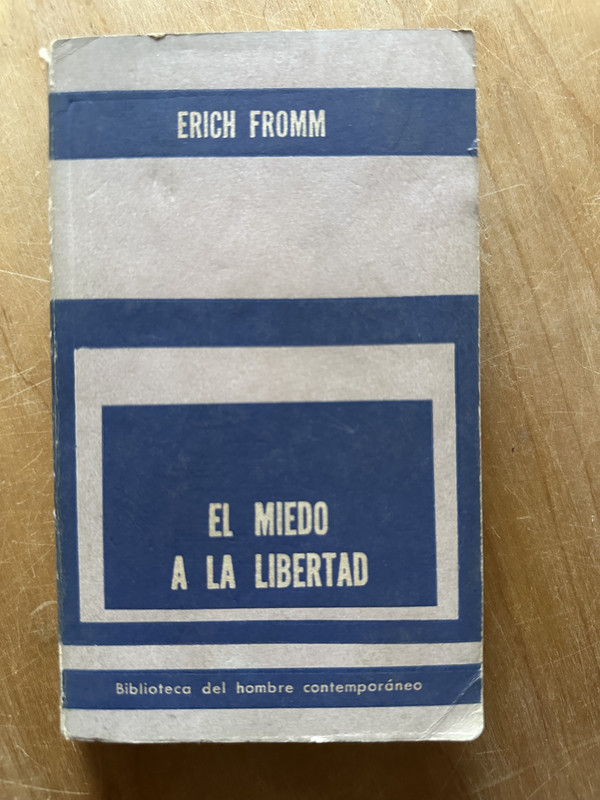 ERICH FROMM
EL MIEDO
A LA LIBERTAD
Biblioteca del hombre contemporáneo